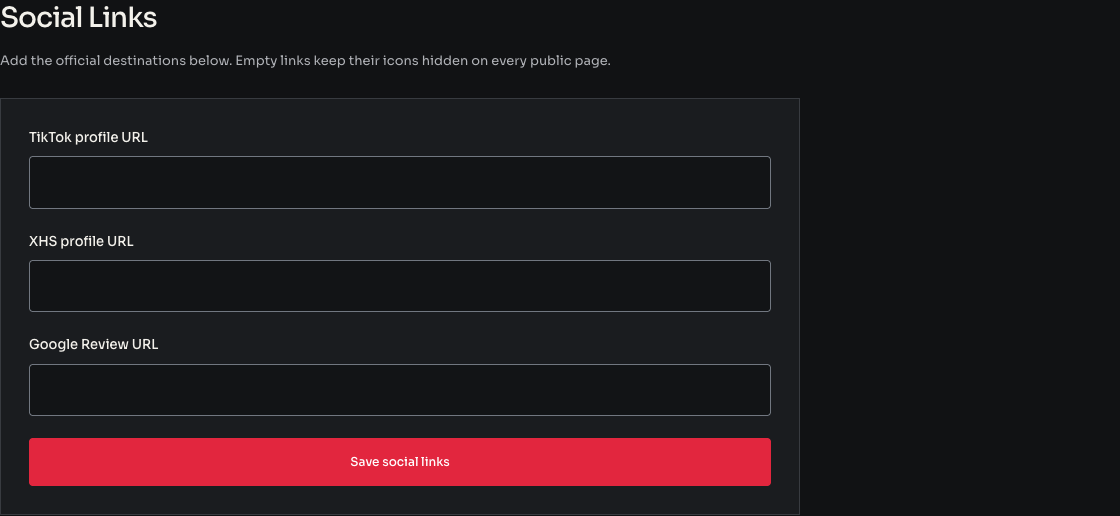 Social Links
Add the official destinations below. Empty links keep their icons hidden on every public page.
TikTok profile URL
XHS profile URL
Google Review URL
Save social links